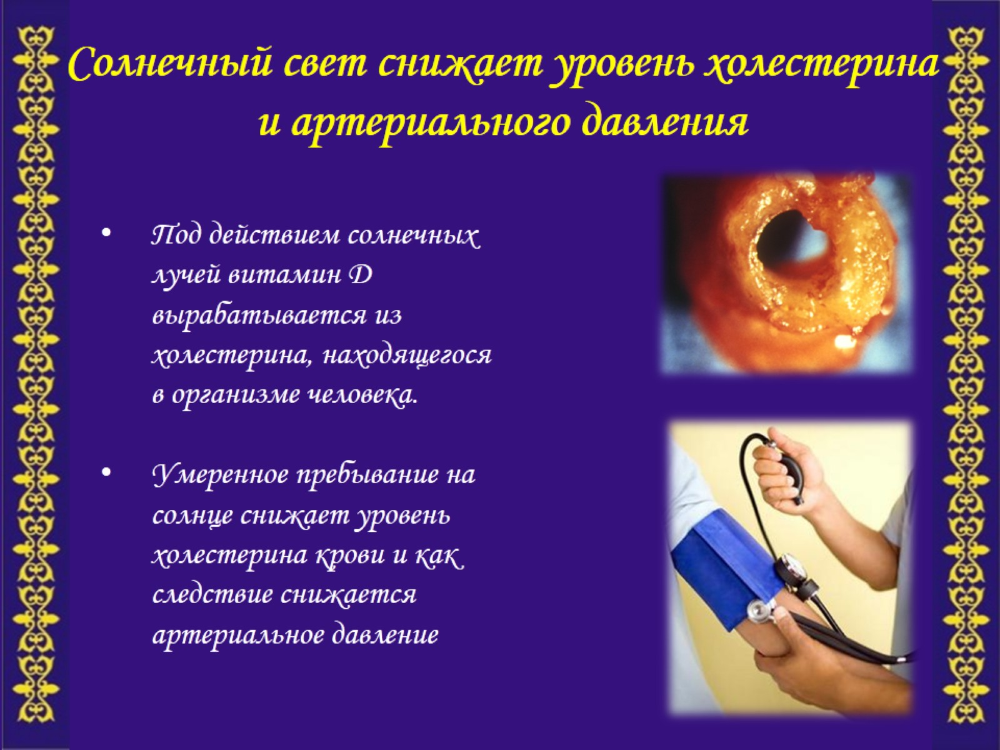 Солнечный свет снижает уровень холестерина
и артериального давления
• Под действием солнечных
лучей витамин D
вырабатывается из
холестерина, находящегося
в организме человека.
• Умеренное пребывание на
солнце снижает уровень
холестерина крови и как
следствие снижается
артериальное давление